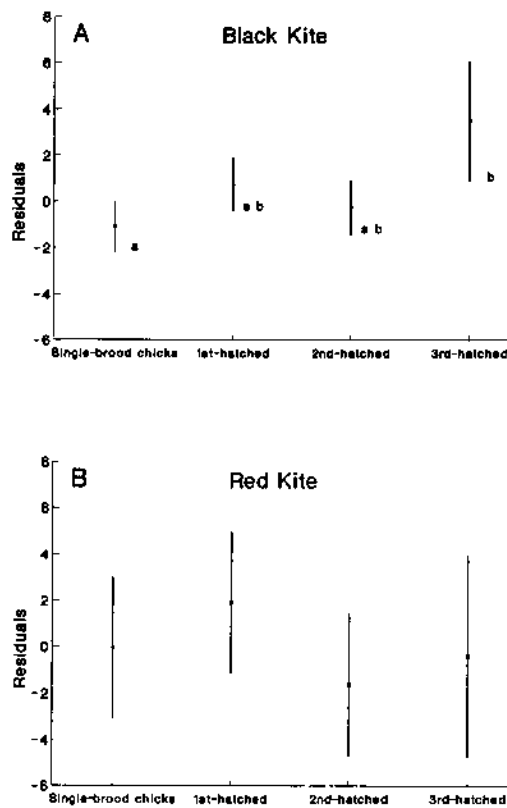 A
Black Kite
8
6
4
2
0
-2
-4
-6
Residuals
a
a b
a b
b
Single-brood chicks 1st-hatched 2nd-hatched 3rd-hatched
B
Red Kite
8
6
4
2
0
-2
-4
-6
Residuals
Single-brood chicks 1st-hatched 2nd-hatched 3rd-hatched